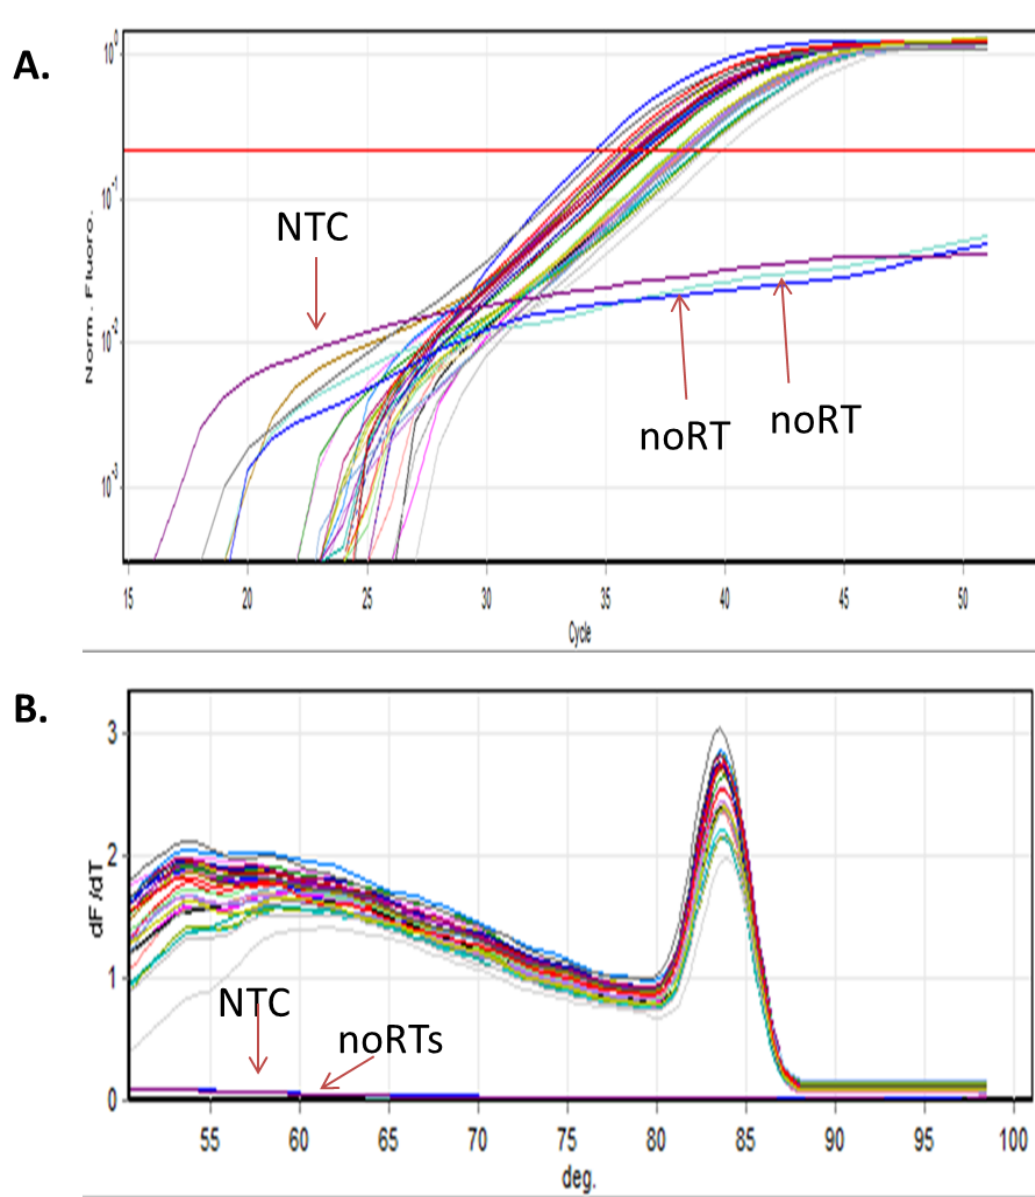 A.
10^0
10^-1
10^-2
10^-3
Norm. Fluoro.
NTC
noRT
noRT
15 20 25 30 35 40 45 50
Cycle
B.
3
2
1
0
dF/dT
NTC
noRTs
55 60 65 70 75 80 85 90 95 100
deg.